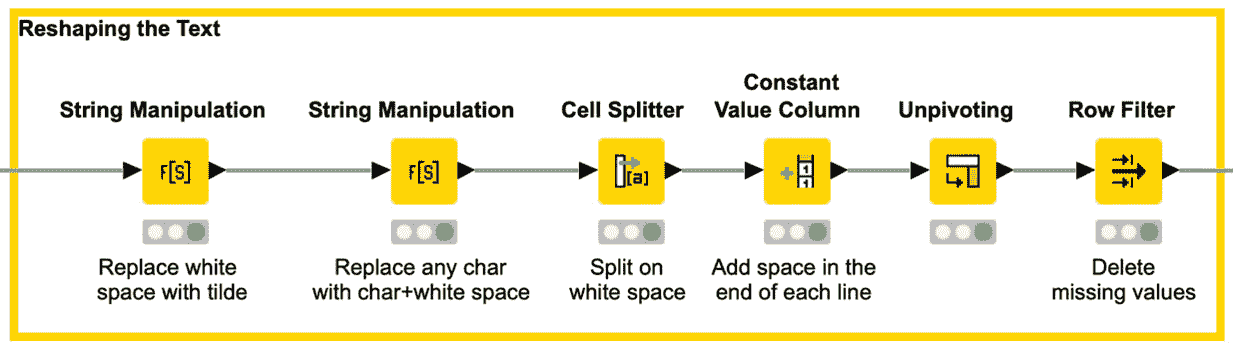 Reshaping the Text
String Manipulation
String Manipulation
Cell Splitter
Constant
Value Column
Unpivoting
Row Filter
F[S]
F[S]
[a]
1
1
Replace white
space with tilde
Replace any char
with char+white space
Split on
white space
Add space in the
end of each line
Delete
missing values